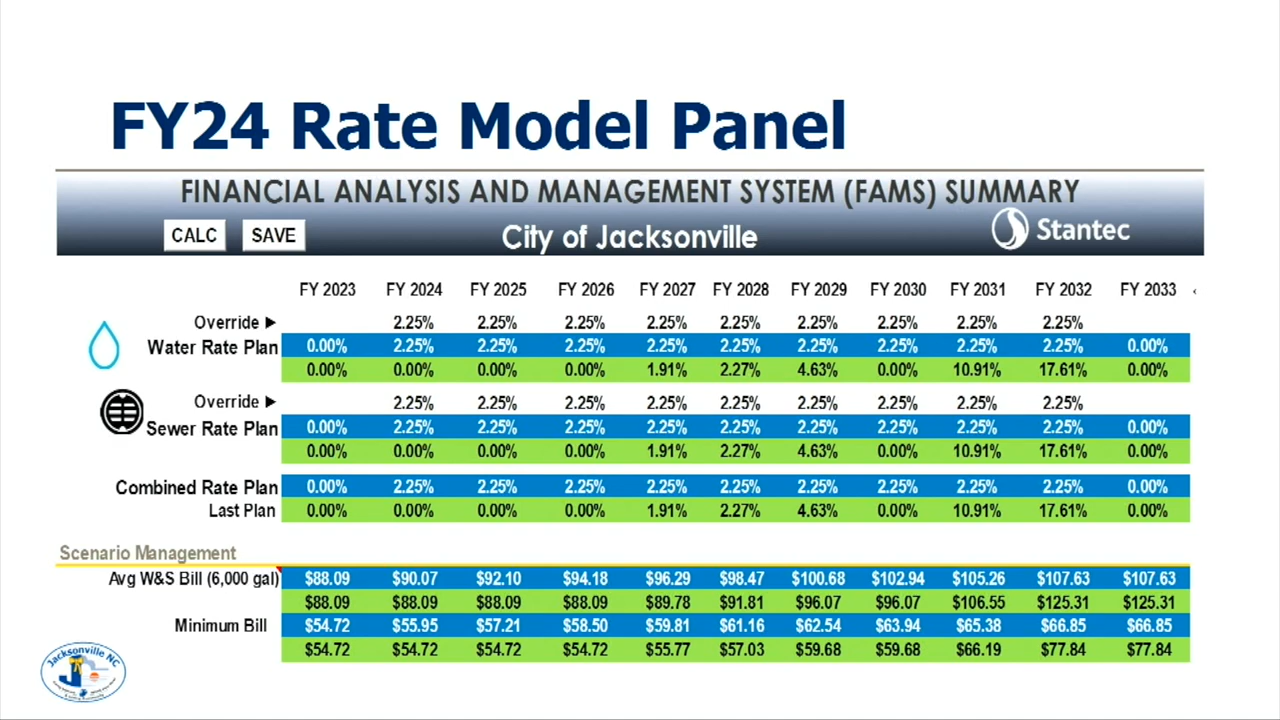 FY24 Rate Model Panel
FINANCIAL ANALYSIS AND MANAGEMENT SYSTEM (FAMS) SUMMARY
CALC SAVE City of Jacksonville Stantec
FY 2023 FY 2024 FY 2025 FY 2026 FY 2027 FY 2028 FY 2029 FY 2030 FY 2031 FY 2032 FY 2033
Override ► 2.25% 2.25% 2.25% 2.25% 2.25% 2.25% 2.25% 2.25% 2.25%
Water Rate Plan 0.00% 2.25% 2.25% 2.25% 2.25% 2.25% 2.25% 2.25% 2.25% 2.25% 0.00%
0.00% 0.00% 0.00% 0.00% 1.91% 2.27% 4.63% 0.00% 10.91% 17.61% 0.00%
Override ► 2.25% 2.25% 2.25% 2.25% 2.25% 2.25% 2.25% 2.25% 2.25%
Sewer Rate Plan 0.00% 2.25% 2.25% 2.25% 2.25% 2.25% 2.25% 2.25% 2.25% 2.25% 0.00%
0.00% 0.00% 0.00% 0.00% 1.91% 2.27% 4.63% 0.00% 10.91% 17.61% 0.00%
Combined Rate Plan 0.00% 2.25% 2.25% 2.25% 2.25% 2.25% 2.25% 2.25% 2.25% 2.25% 0.00%
Last Plan 0.00% 0.00% 0.00% 0.00% 1.91% 2.27% 4.63% 0.00% 10.91% 17.61% 0.00%
Scenario Management
Avg W&S Bill (6,000 gal) $88.09 $90.07 $92.10 $94.18 $96.29 $98.47 $100.68 $102.94 $105.26 $107.63 $107.63
$88.09 $88.09 $88.09 $88.09 $89.78 $91.81 $96.07 $96.07 $106.55 $125.31 $125.31
Minimum Bill $54.72 $55.95 $57.21 $58.50 $59.81 $61.16 $62.54 $63.94 $65.38 $66.85 $66.85
$54.72 $54.72 $54.72 $54.72 $55.77 $57.03 $59.68 $59.68 $66.19 $77.84 $77.84
Jacksonville NC